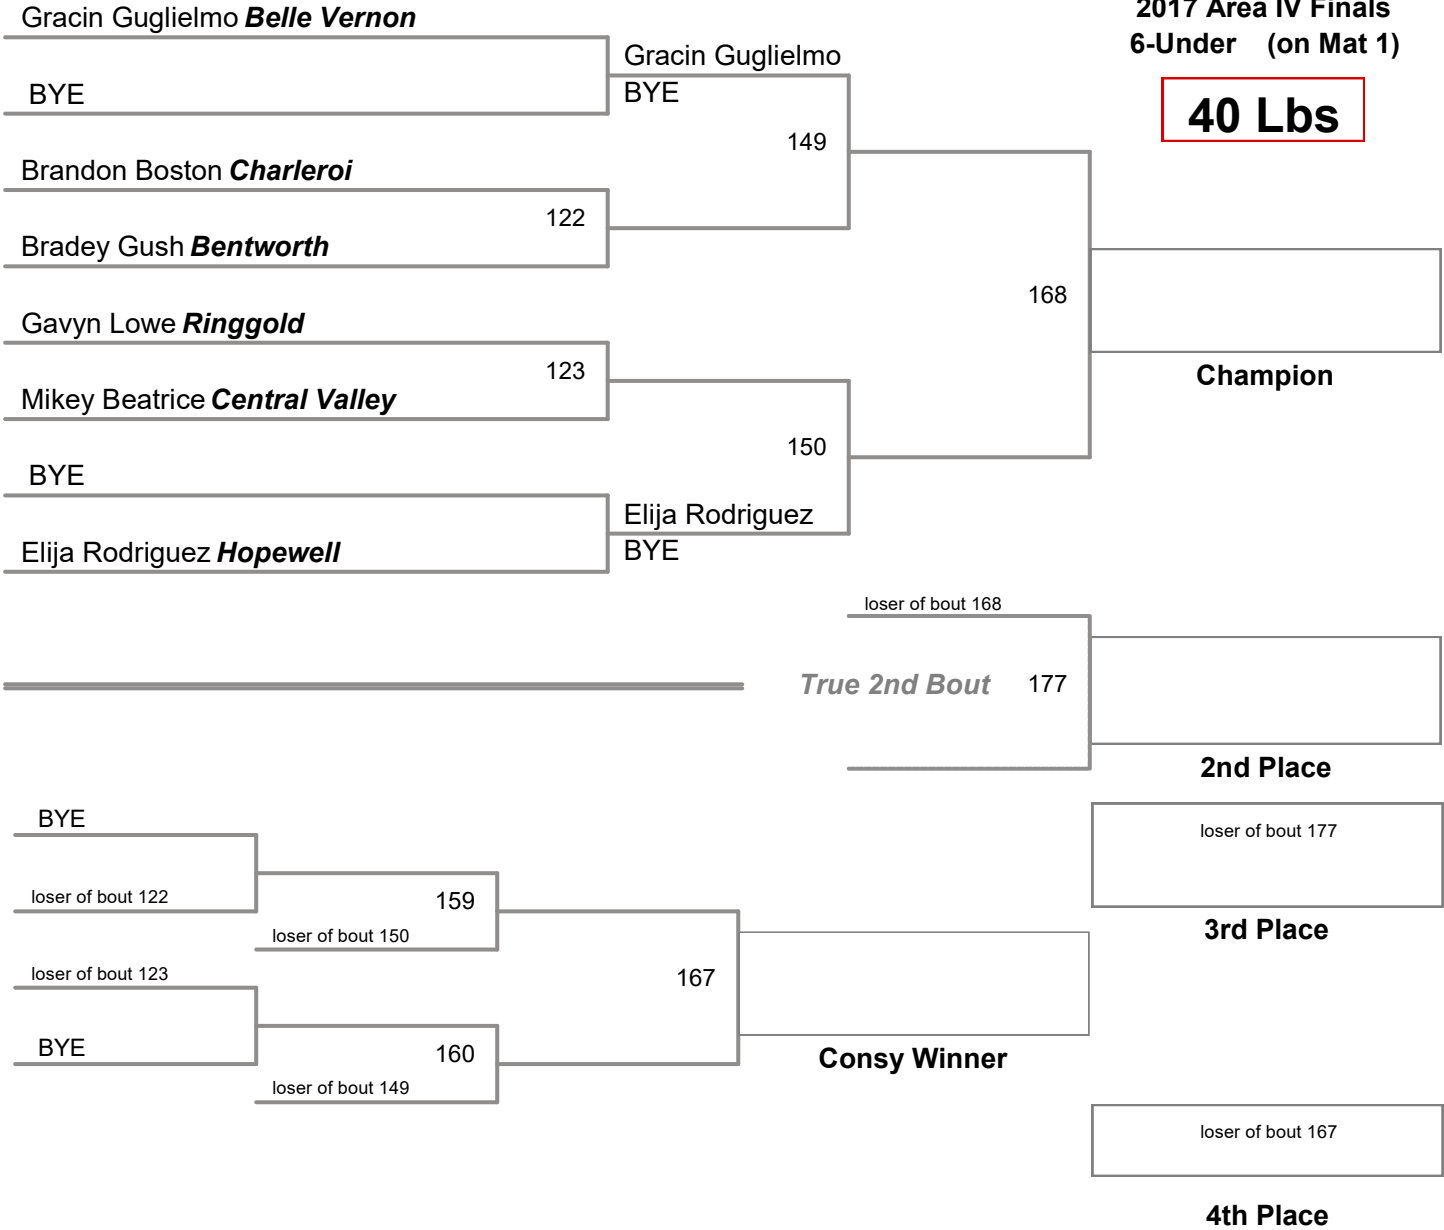 2017 Area IV Finals
6-Under (on Mat 1)
40 Lbs
Gracin Guglielmo Belle Vernon
BYE
Gracin Guglielmo
BYE
149
Brandon Boston Charleroi
122
Bradey Gush Bentworth
168
Gavyn Lowe Ringgold
123
Mikey Beatrice Central Valley
Champion
150
BYE
Elija Rodriguez
BYE
Elija Rodriguez Hopewell
loser of bout 168
True 2nd Bout 177
2nd Place
BYE
loser of bout 122
159
loser of bout 150
loser of bout 123
167
BYE
160
loser of bout 149
Consy Winner
loser of bout 177
3rd Place
loser of bout 167
4th Place